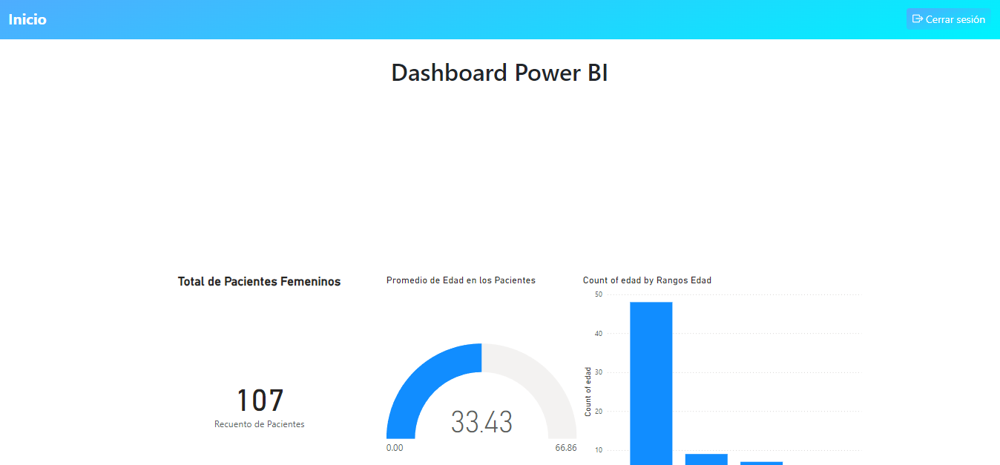 Inicio
Cerrar sesión
Dashboard Power BI
Total de Pacientes Femeninos
107
Recuento de Pacientes
Promedio de Edad en los Pacientes
33.43
0.00
66.86
Count of edad by Rangos Edad
Count of edad
50
40
30
20
10